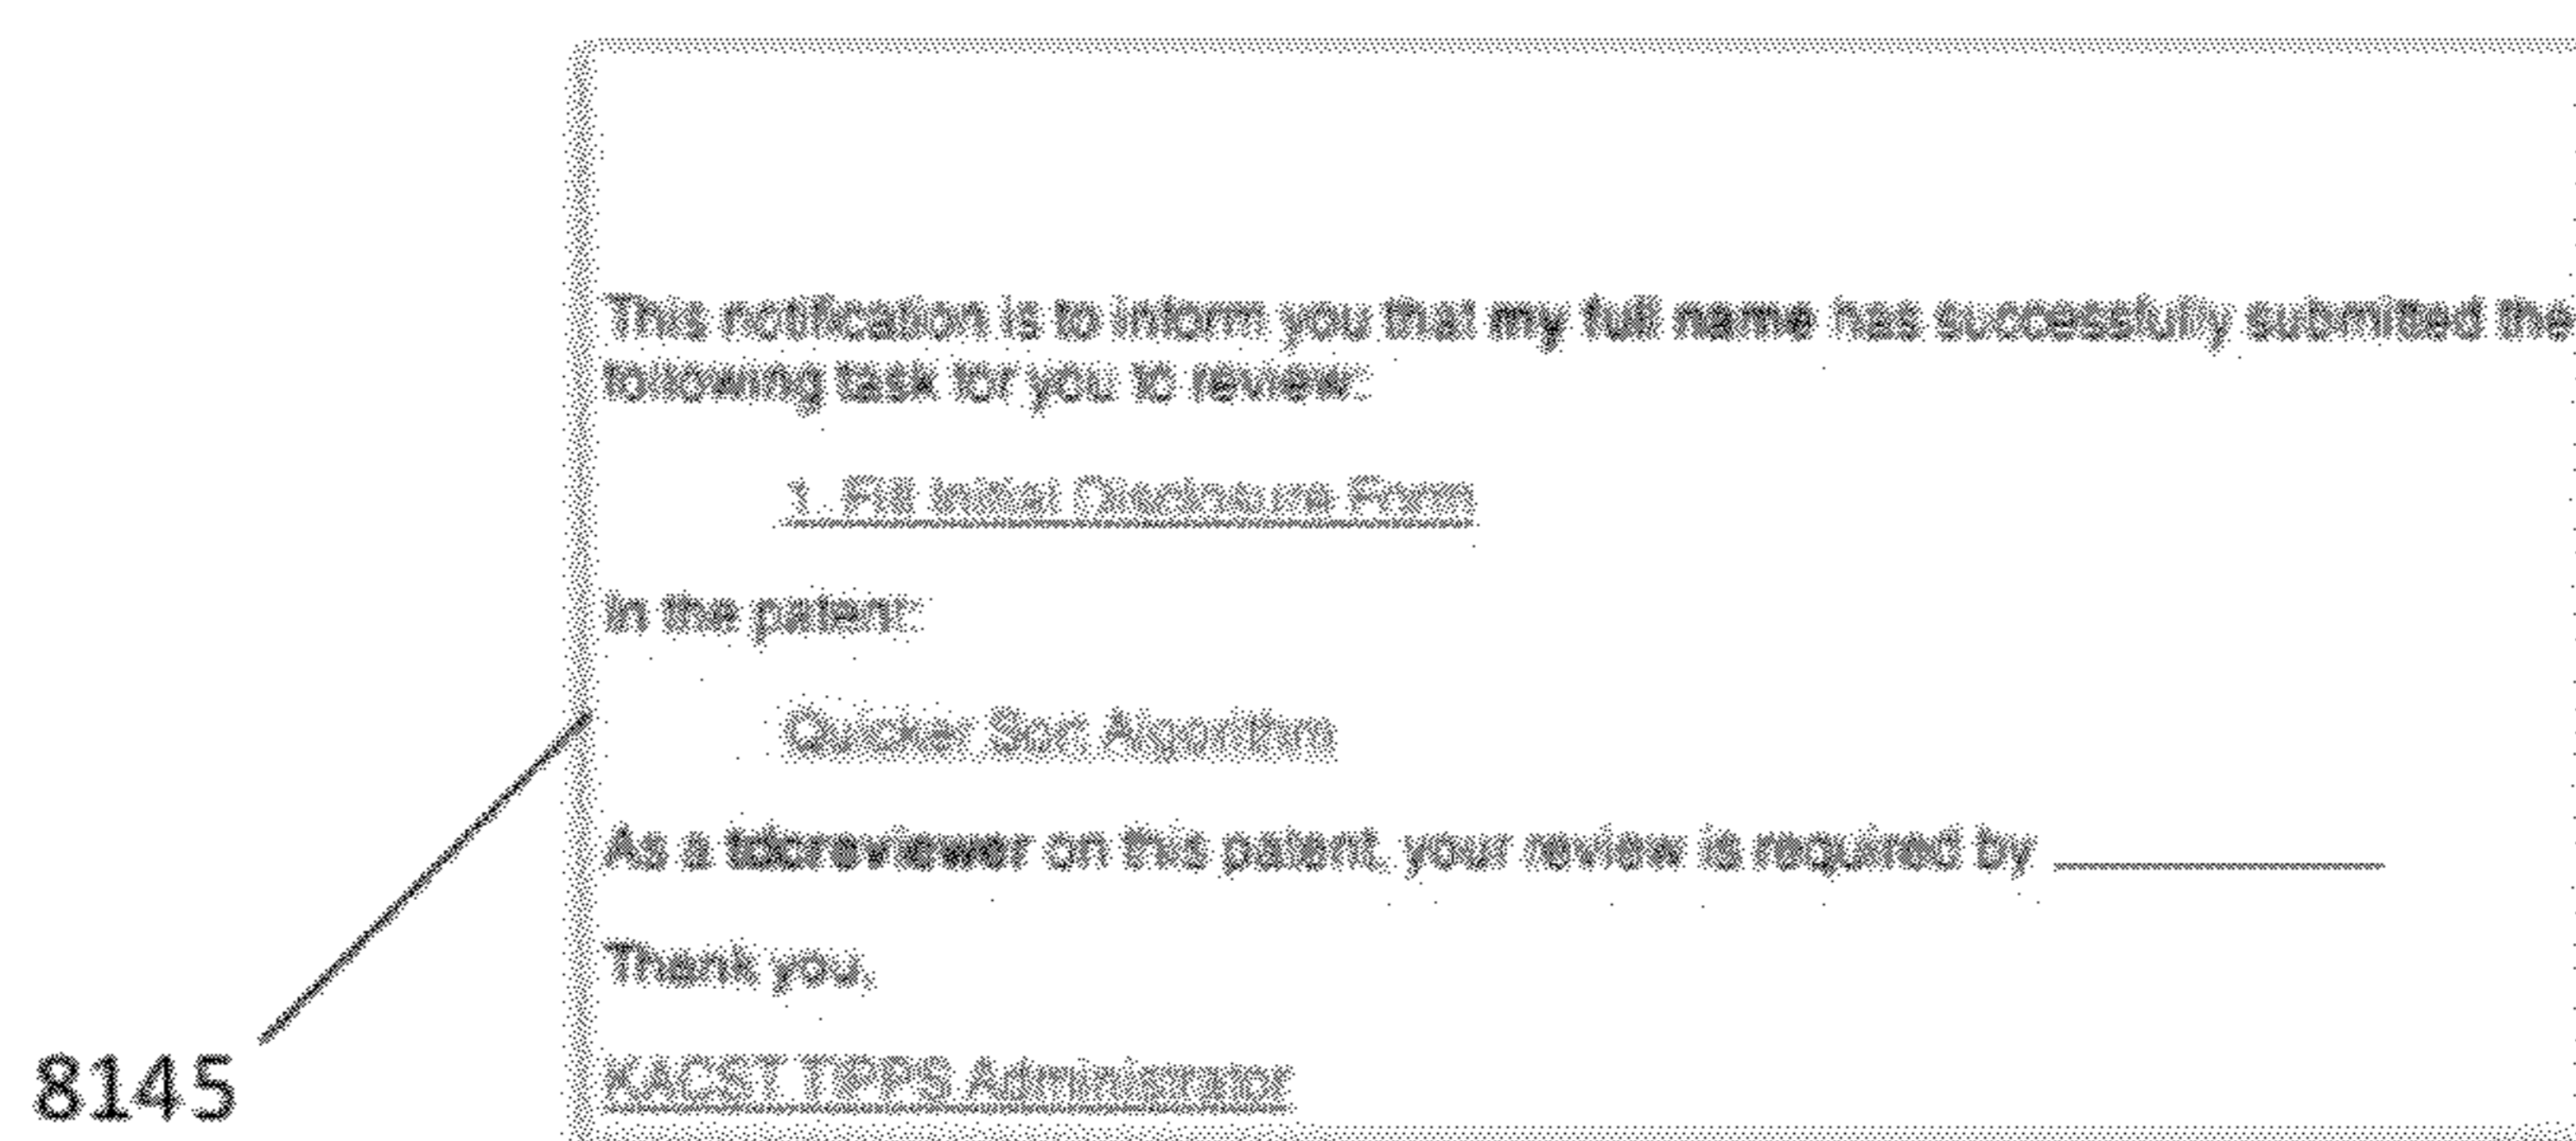 This notification is to inform you that my full name has successfully submitted the
following task for you to review:
1. Fill Initial Disclosure Form
In the patent:
Quicker Sort Algorithm
As a tdcreviewer on this patent, your review is required by ____________
Thank you,
KACST TIPPS Administrator
8145